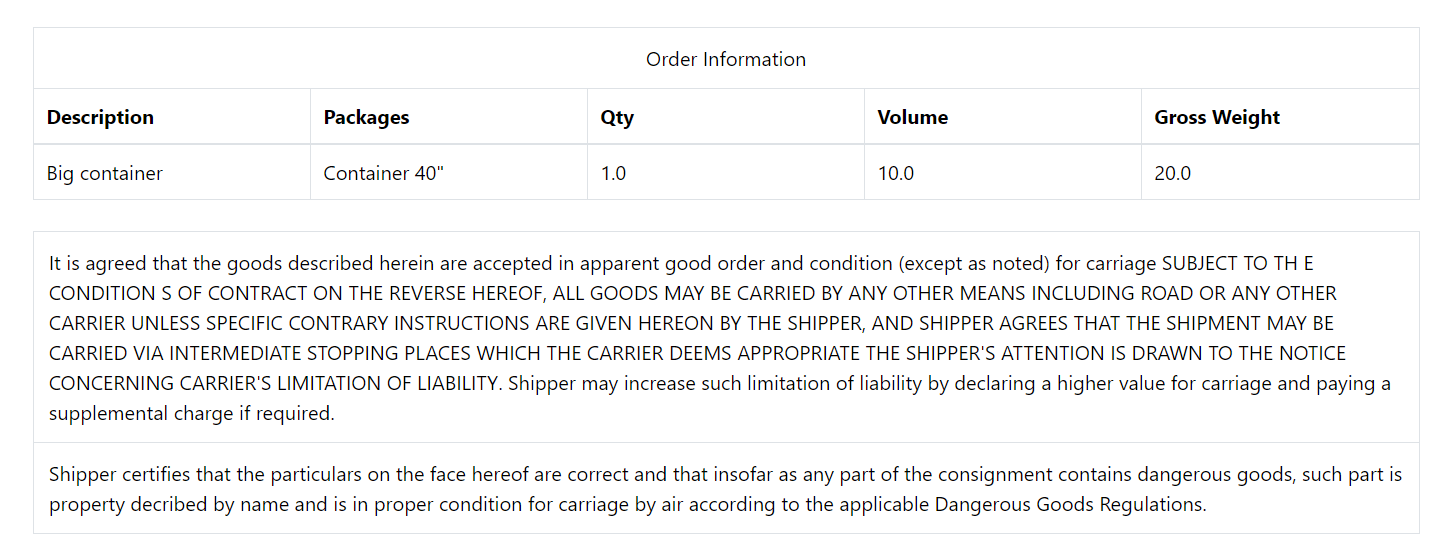 Order Information
Description Packages Qty Volume Gross Weight
Big container Container 40" 1.0 10.0 20.0
It is agreed that the goods described herein are accepted in apparent good order and condition (except as noted) for carriage SUBJECT TO TH E
CONDITION S OF CONTRACT ON THE REVERSE HEREOF, ALL GOODS MAY BE CARRIED BY ANY OTHER MEANS INCLUDING ROAD OR ANY OTHER
CARRIER UNLESS SPECIFIC CONTRARY INSTRUCTIONS ARE GIVEN HEREON BY THE SHIPPER, AND SHIPPER AGREES THAT THE SHIPMENT MAY BE
CARRIED VIA INTERMEDIATE STOPPING PLACES WHICH THE CARRIER DEEMS APPROPRIATE THE SHIPPER'S ATTENTION IS DRAWN TO THE NOTICE
CONCERNING CARRIER'S LIMITATION OF LIABILITY. Shipper may increase such limitation of liability by declaring a higher value for carriage and paying a
supplemental charge if required.
Shipper certifies that the particulars on the face hereof are correct and that insofar as any part of the consignment contains dangerous goods, such part is
property decribed by name and is in proper condition for carriage by air according to the applicable Dangerous Goods Regulations.